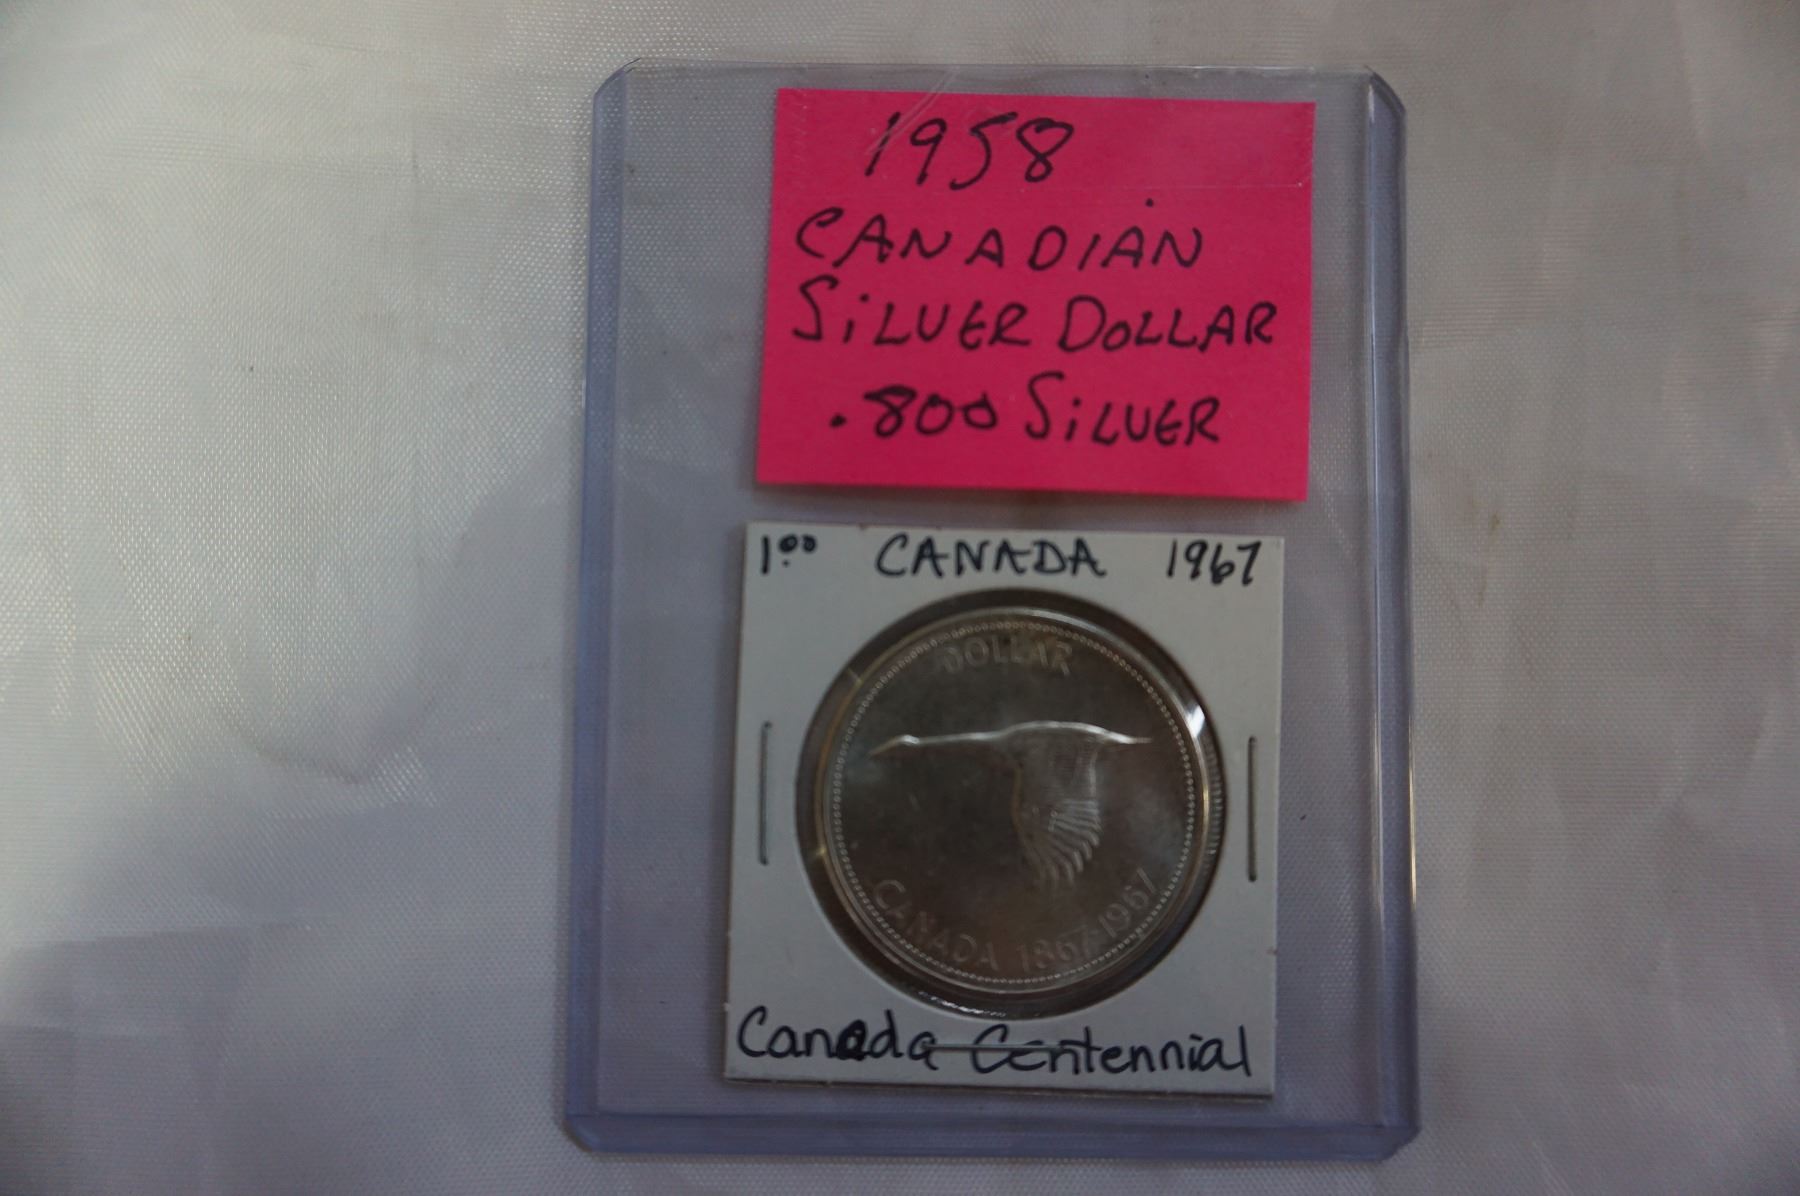 1958
CANADIAN
SiLVER DOLLAR
.800 SiLVER
1.00 CANADA 1967
DOLLAR
CANADA 1867-1967
Canada Centennial